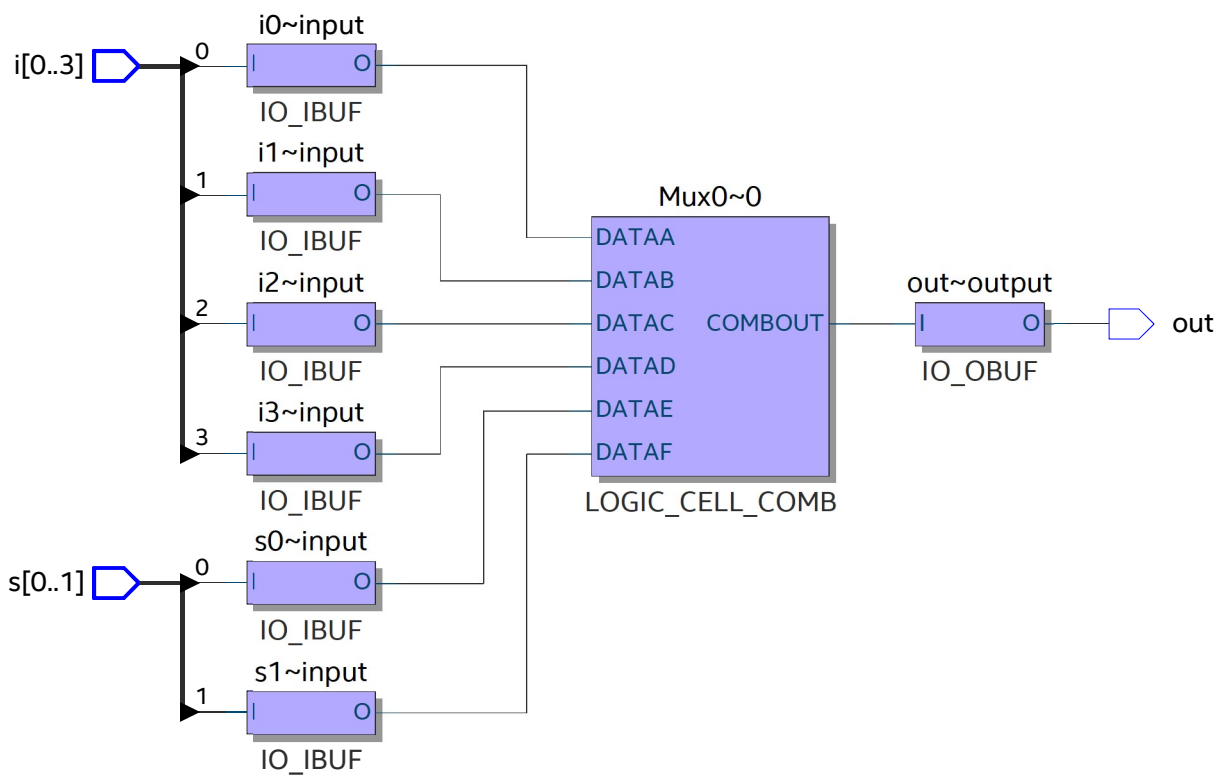 i[0..3]
0
i0~input
I O
IO_IBUF
1
i1~input
I O
IO_IBUF
2
i2~input
I O
IO_IBUF
3
i3~input
I O
IO_IBUF
s[0..1]
0
s0~input
I O
IO_IBUF
1
s1~input
I O
IO_IBUF
Mux0~0
DATAA
DATAB
DATAC COMBOUT
DATAD
DATAE
DATAF
LOGIC_CELL_COMB
out~output
I O
IO_OBUF
out